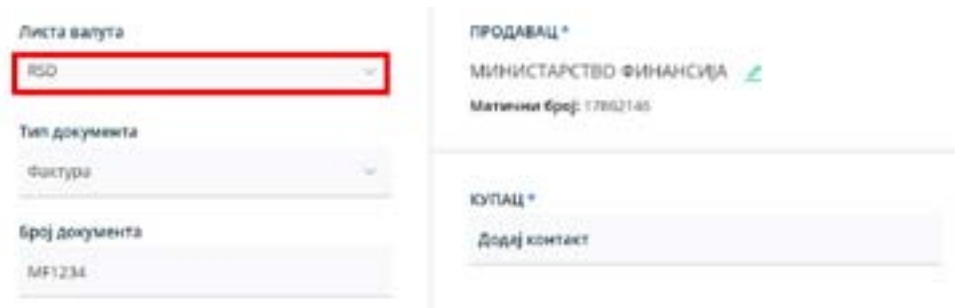 Листа валута
RSD
Тип документа
Фактура
Број документа
MF1234
ПРОДАВАЦ *
МИНИСТАРСТВО ФИНАНСИЈА
Матични број: 17862146
КУПАЦ *
Додај контакт